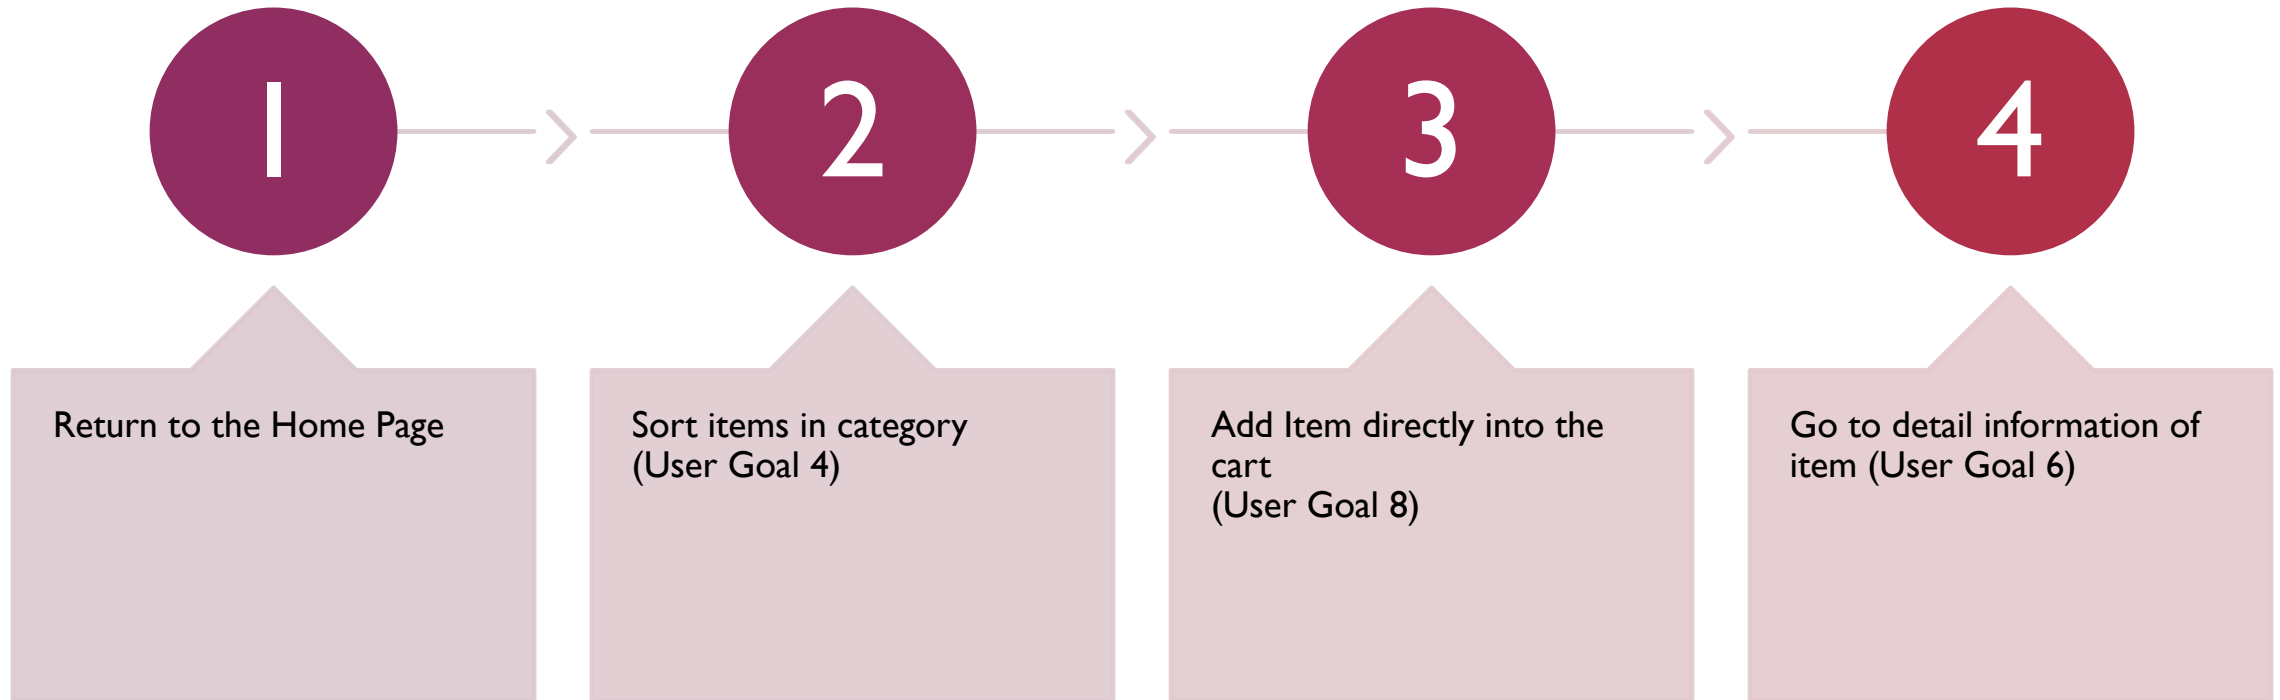 1
2
3
4
Return to the Home Page
Sort items in category
(User Goal 4)
Add Item directly into the
cart
(User Goal 8)
Go to detail information of
item (User Goal 6)